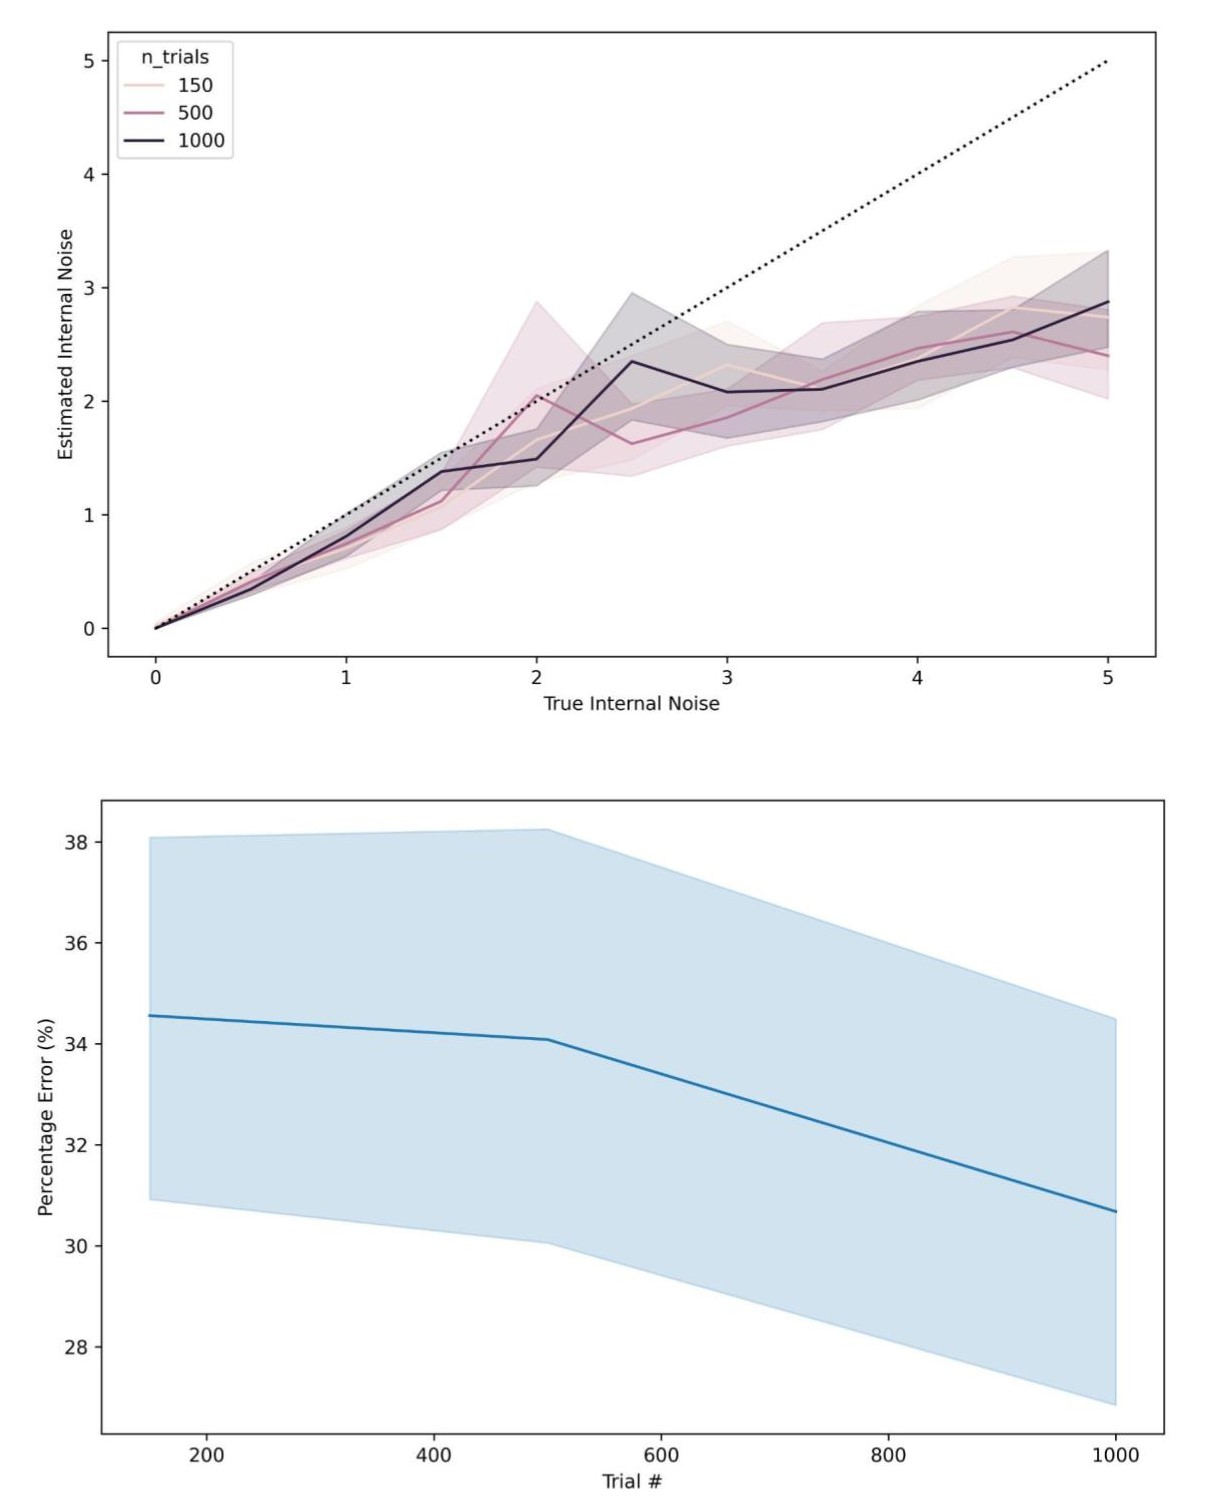 n_trials
150
500
1000
5
4
3
2
1
0
Estimated Internal Noise
0 1 2 3 4 5
True Internal Noise
38
36
34
32
30
28
Percentage Error (%)
200 400 600 800 1000
Trial #